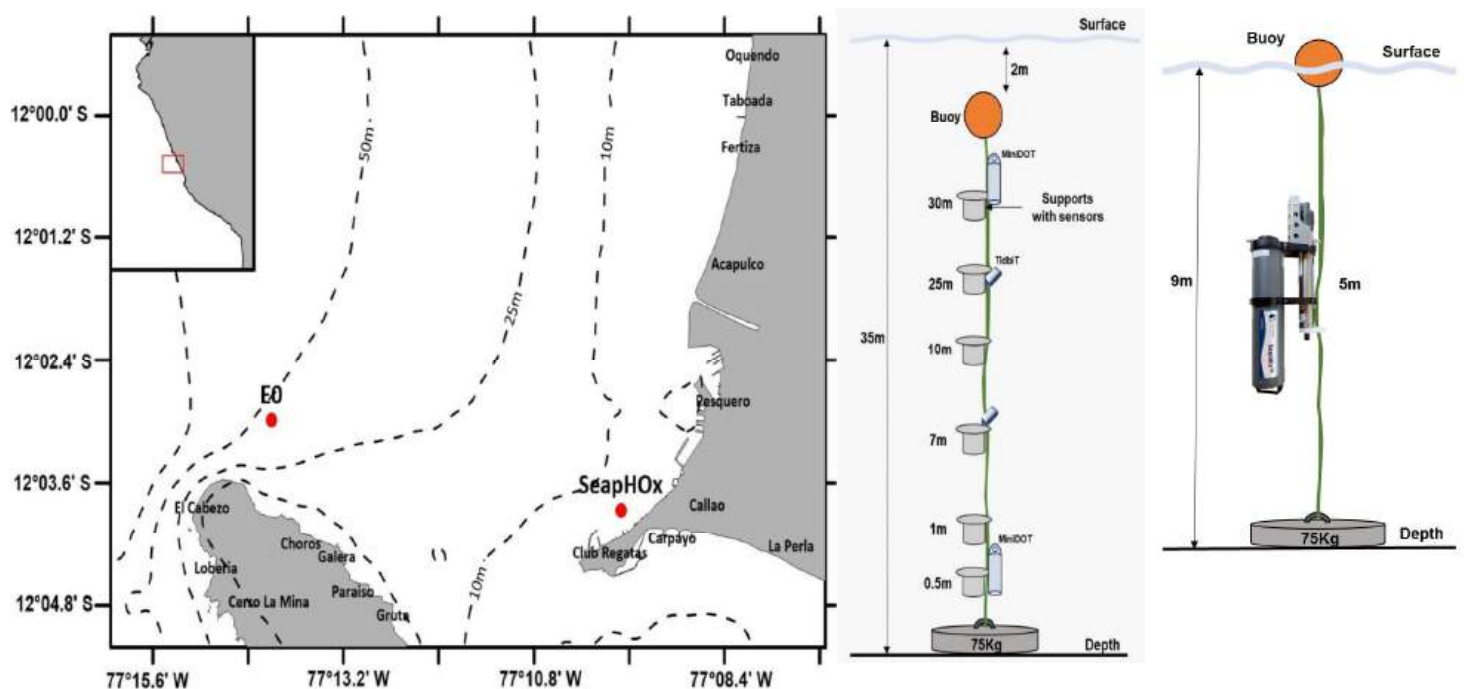 Oquendo
Taboada
Fertiza
Acapulco
Pesquero
Callao
Carpayo
La Perla
Club Regatas
SeapHOx
E0
El Cabezo
Choros
Galera
Loberia
Paraiso
Cerro La Mina
Gruta
50m
25m
10m
10m
12°00.0' S
12°01.2' S
12°02.4' S
12°03.6' S
12°04.8' S
77°15.6' W
77°13.2' W
77°10.8' W
77°08.4' W
Surface
2m
Buoy
MiniDOT
30m
Supports
with sensors
TidbiT
25m
35m
10m
7m
1m
MiniDOT
0.5m
75Kg
Depth
Buoy
Surface
9m
5m
75Kg
Depth